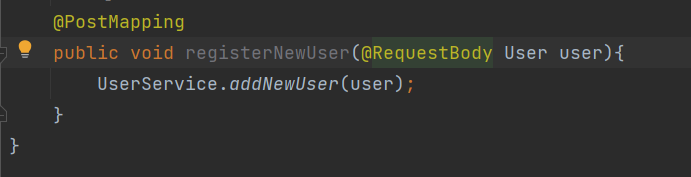 @PostMapping
public void registerNewUser(@RequestBody User user){
UserService.addNewUser(user);
}
}